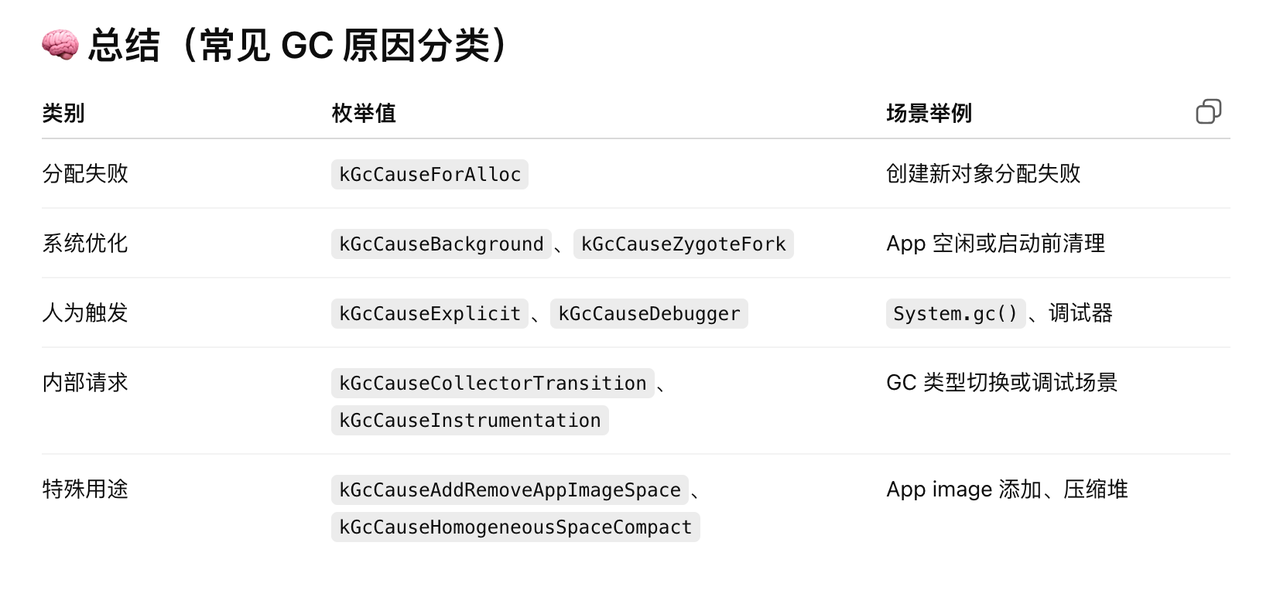 🧠 总结（常见 GC 原因分类）
类别 枚举值 场景举例
分配失败 kGcCauseForAlloc 创建新对象分配失败
系统优化 kGcCauseBackground、kGcCauseZygoteFork App 空闲或启动前清理
人为触发 kGcCauseExplicit、kGcCauseDebugger System.gc()、调试器
内部请求 kGcCauseCollectorTransition、 GC 类型切换或调试场景
kGcCauseInstrumentation
特殊用途 kGcCauseAddRemoveAppImageSpace、 App image 添加、压缩堆
kGcCauseHomogeneousSpaceCompact